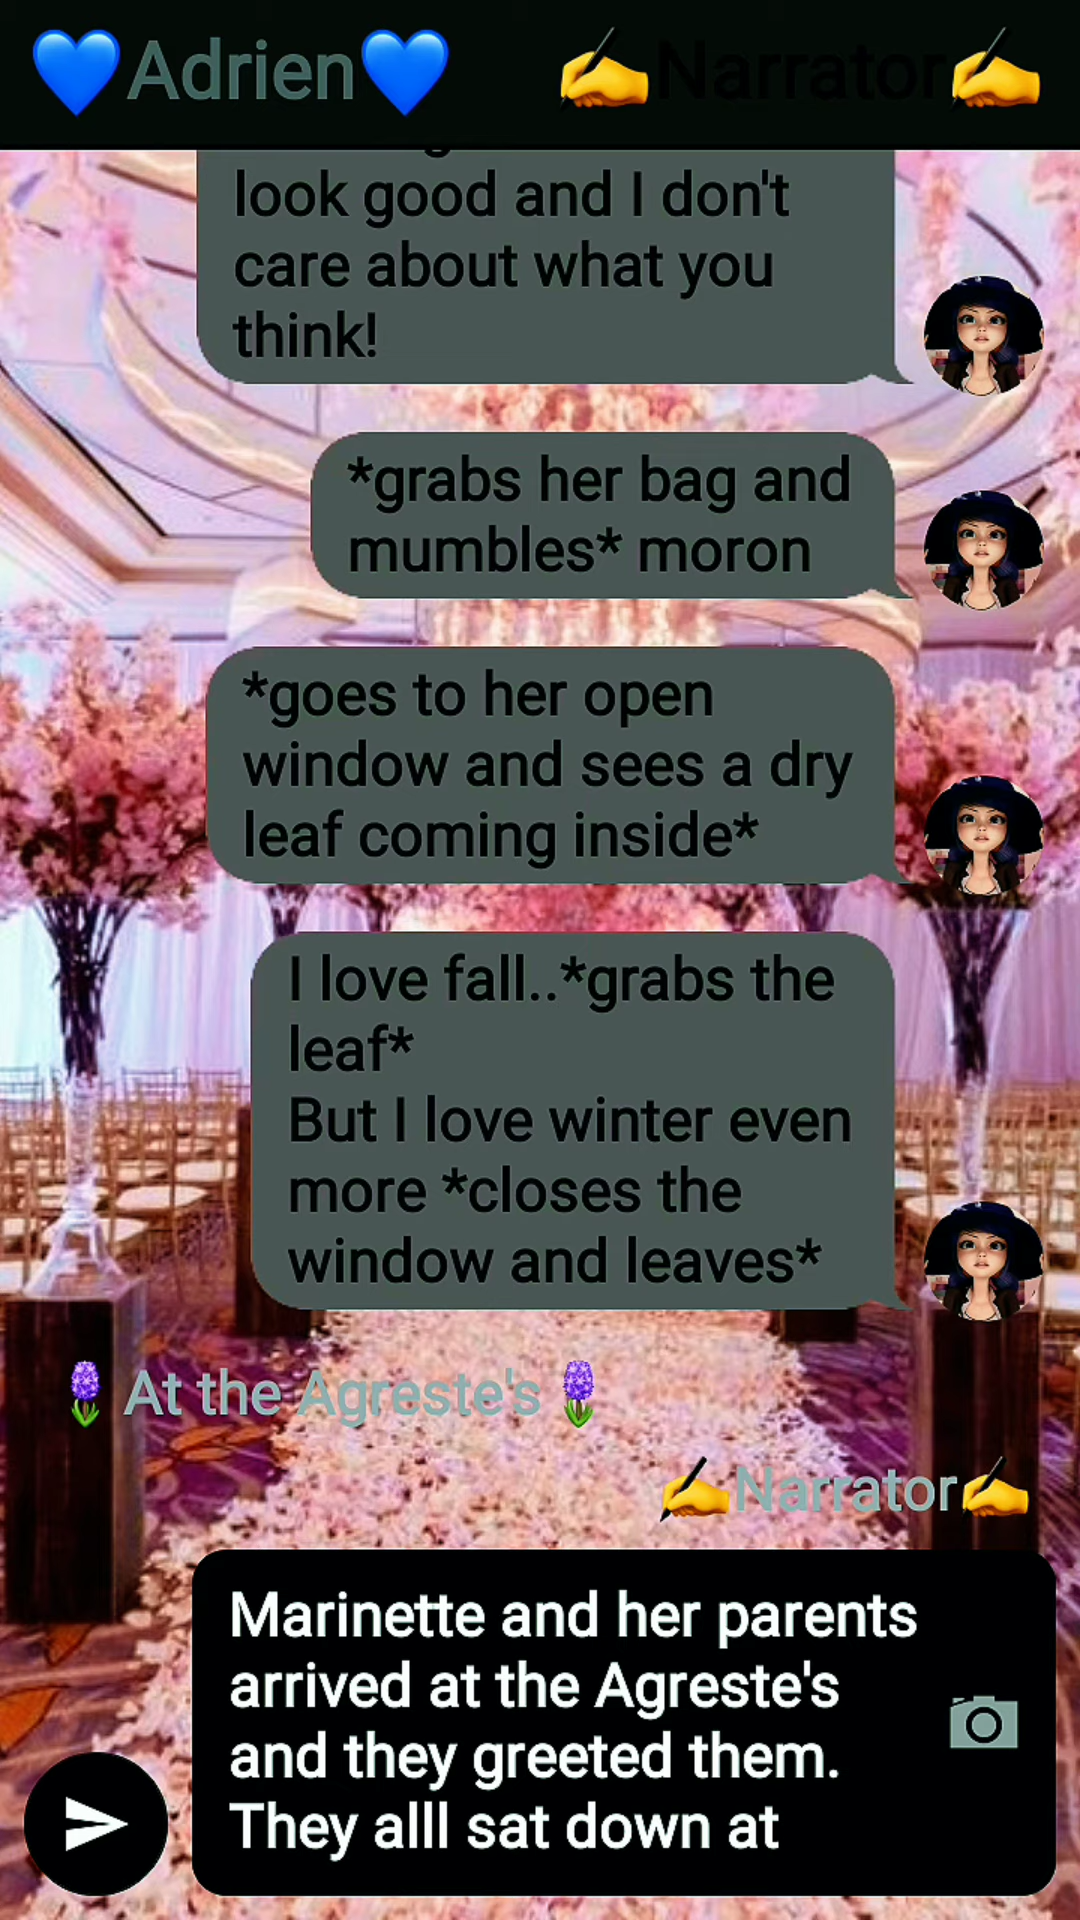 💙Adrien💙 ✍Narrator✍
look good and I don't
care about what you
think!
*grabs her bag and
mumbles* moron
*goes to her open
window and sees a dry
leaf coming inside*
I love fall..*grabs the
leaf*
But I love winter even
more *closes the
window and leaves*
At the Agreste's
✍Narrator✍
Marinette and her parents
arrived at the Agreste's
and they greeted them.
They alll sat down at